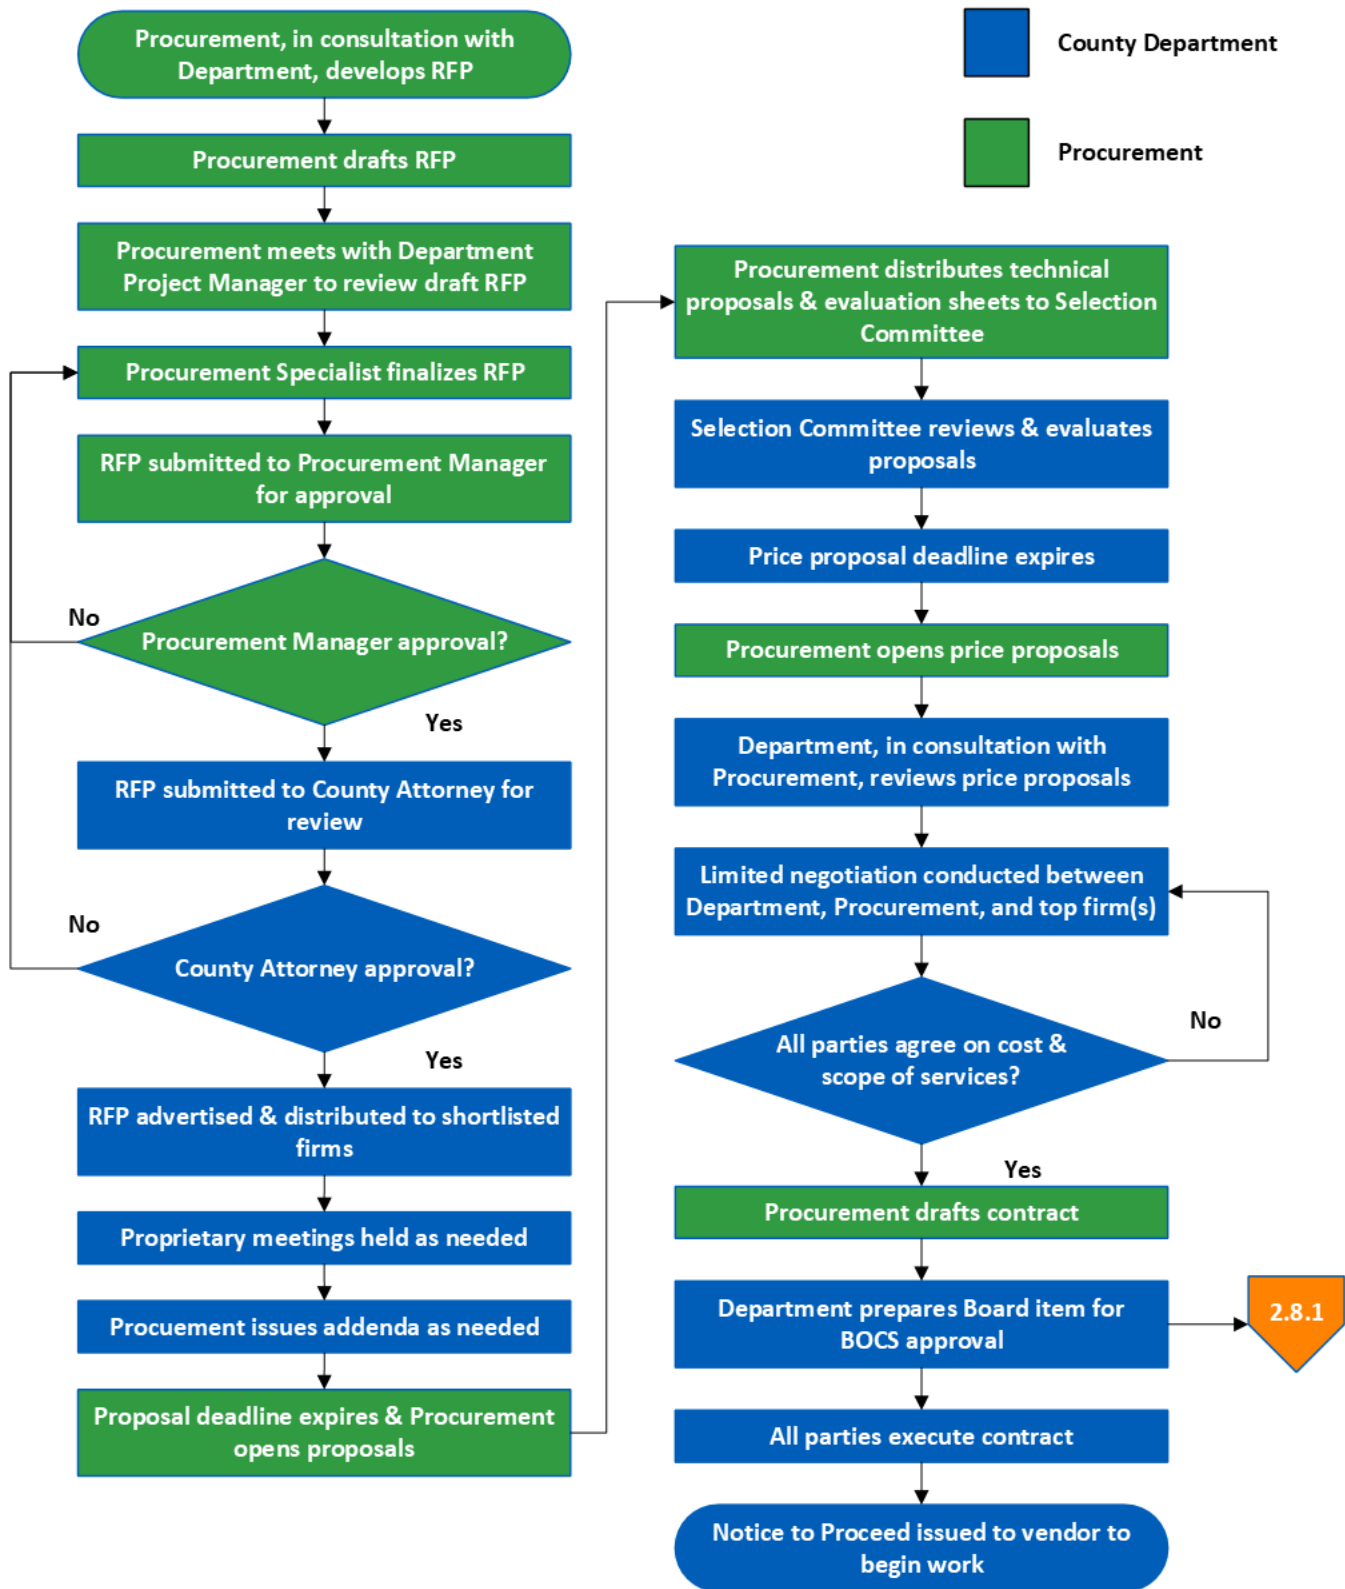 Procurement, in consultation with
Department, develops RFP
Procurement drafts RFP
Procurement meets with Department
Project Manager to review draft RFP
Procurement Specialist finalizes RFP
RFP submitted to Procurement Manager
for approval
No
Procurement Manager approval?
Yes
RFP submitted to County Attorney for
review
No
County Attorney approval?
Yes
RFP advertised & distributed to shortlisted
firms
Proprietary meetings held as needed
Procuement issues addenda as needed
Proposal deadline expires & Procurement
opens proposals
County Department
Procurement
Procurement distributes technical
proposals & evaluation sheets to Selection
Committee
Selection Committee reviews & evaluates
proposals
Price proposal deadline expires
Procurement opens price proposals
Department, in consultation with
Procurement, reviews price proposals
Limited negotiation conducted between
Department, Procurement, and top firm(s)
No
All parties agree on cost &
scope of services?
Yes
Procurement drafts contract
Department prepares Board item for
BOCS approval
2.8.1
All parties execute contract
Notice to Proceed issued to vendor to
begin work